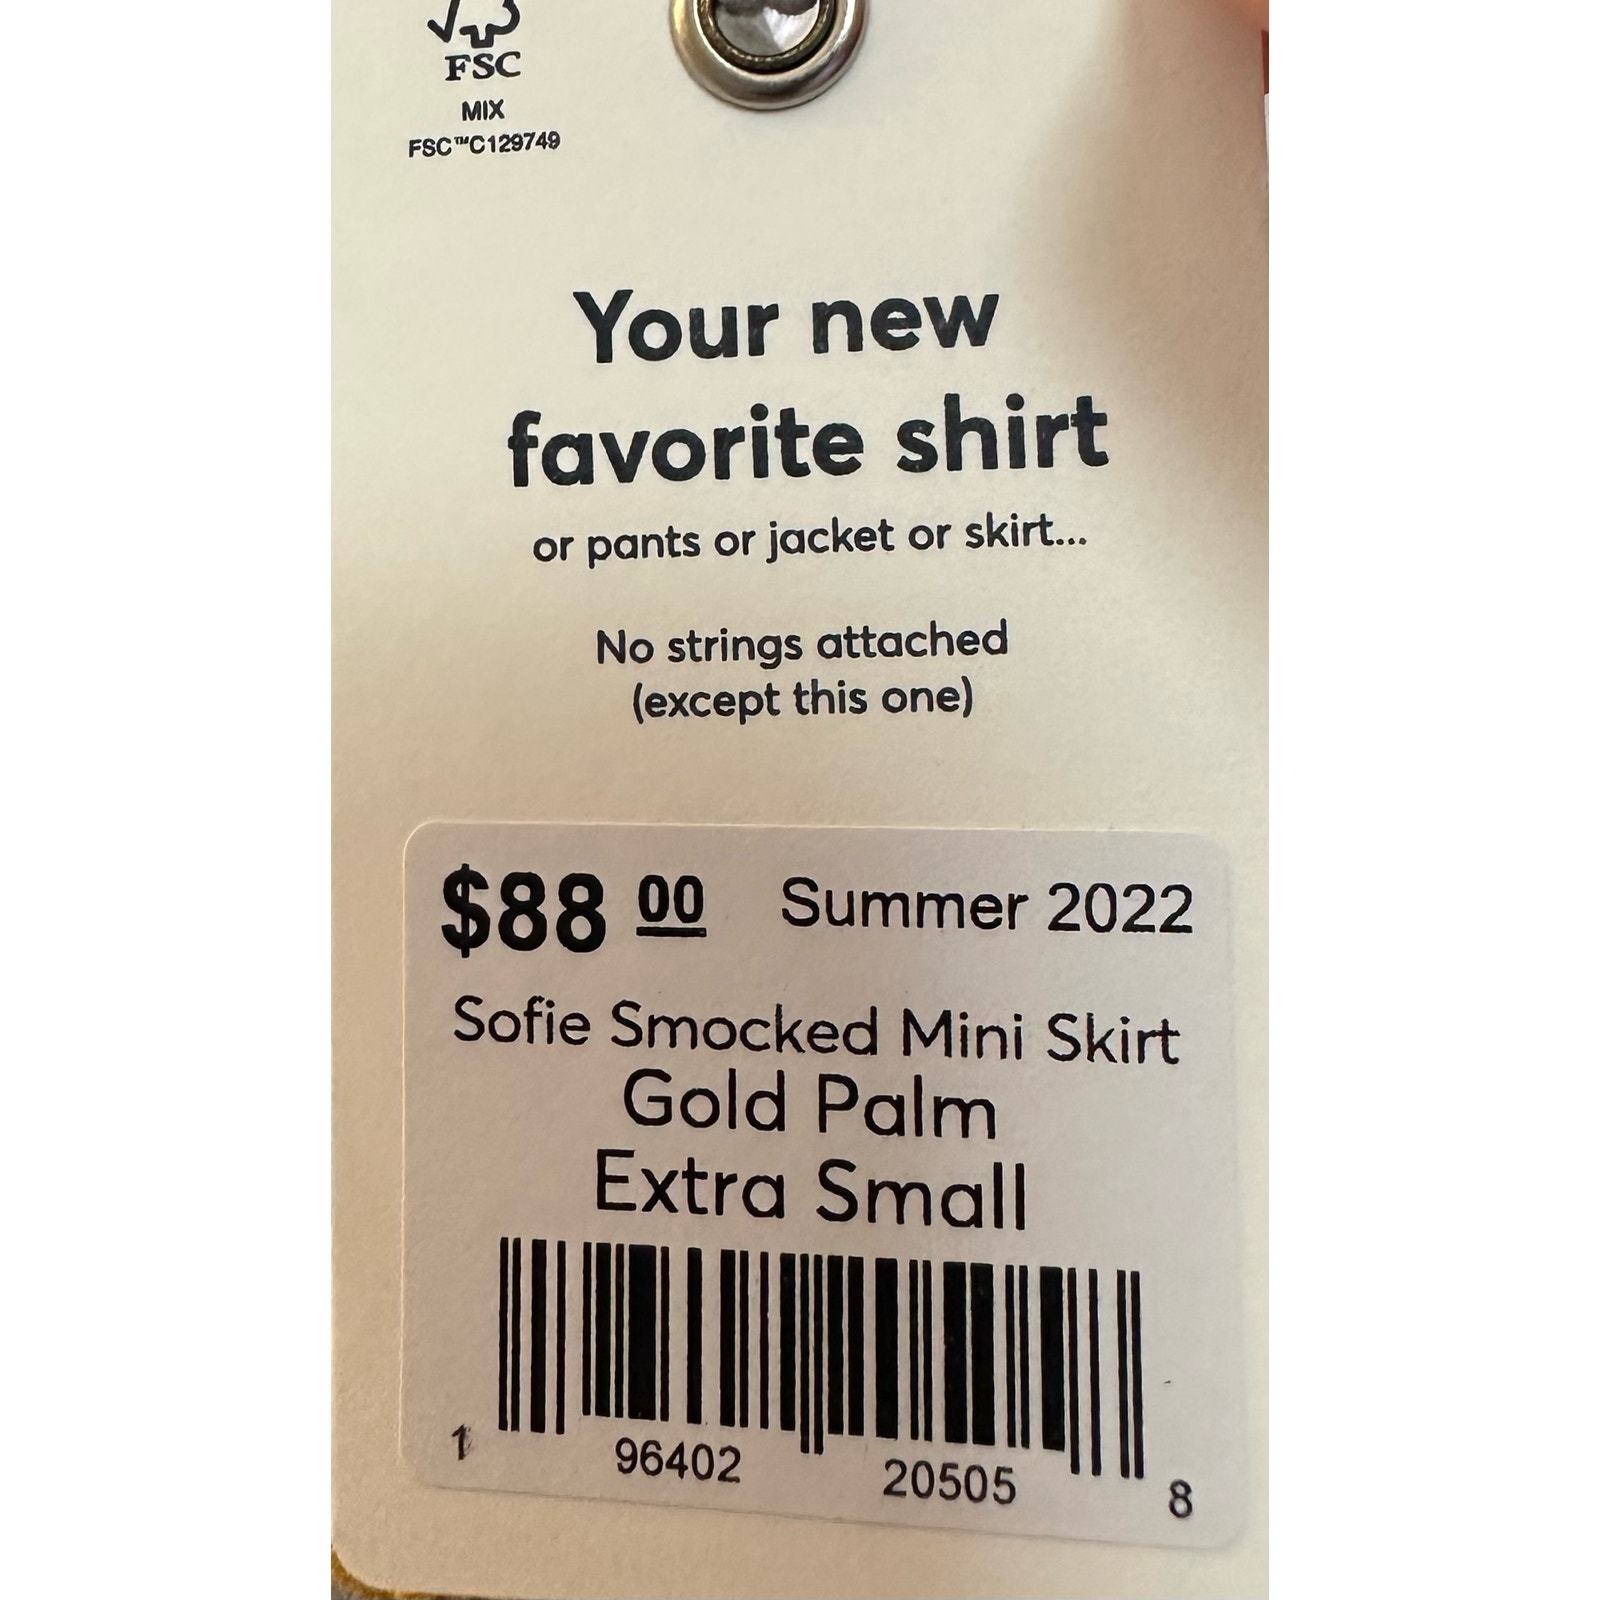 FSC
MIX
FSC™C129749
Your new
favorite shirt
or pants or jacket or skirt...
No strings attached
(except this one)
$88 00 Summer 2022
Sofie Smocked Mini Skirt
Gold Palm
Extra Small
1 96402 20505 8